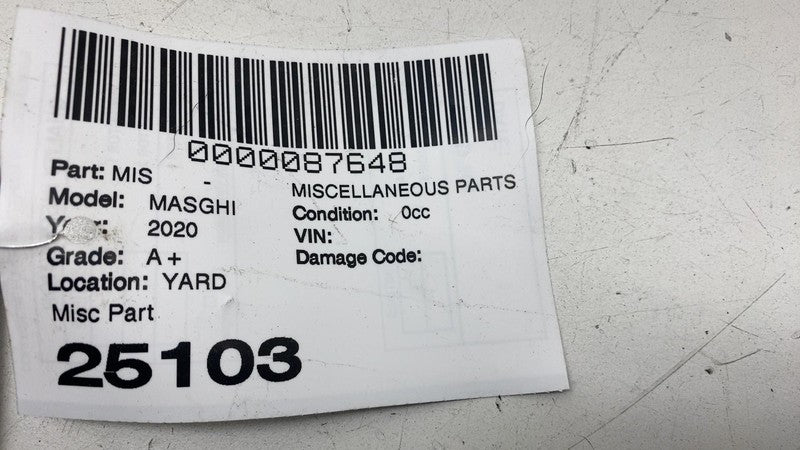 0000087648
Part: MIS - MISCELLANEOUS PARTS
Model: MASGHI Condition: 0cc
Year: 2020 VIN:
Grade: A+ Damage Code:
Location: YARD
Misc Part
25103